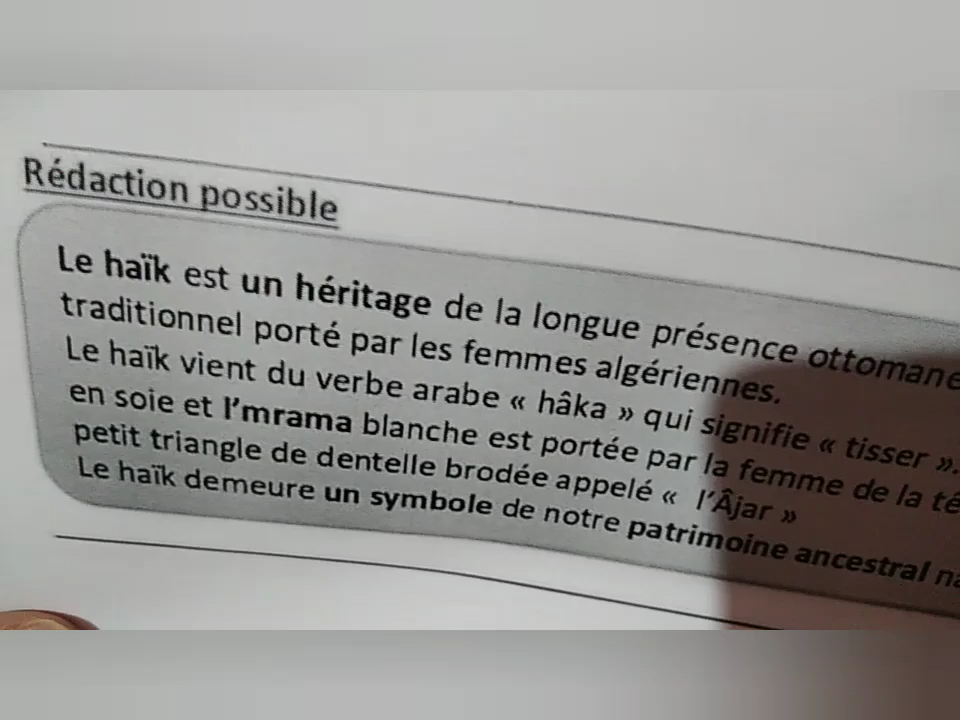 Rédaction possible
Le haïk est un héritage de la longue présence ottomane
traditionnel porté par les femmes algériennes.
Le haïk vient du verbe arabe « hâka » qui signifie « tisser ».
en soie et l'mrama blanche est portée par la femme de la
petit triangle de dentelle brodée appelé « l'Âjar »
Le haïk demeure un symbole de notre patrimoine ancestral